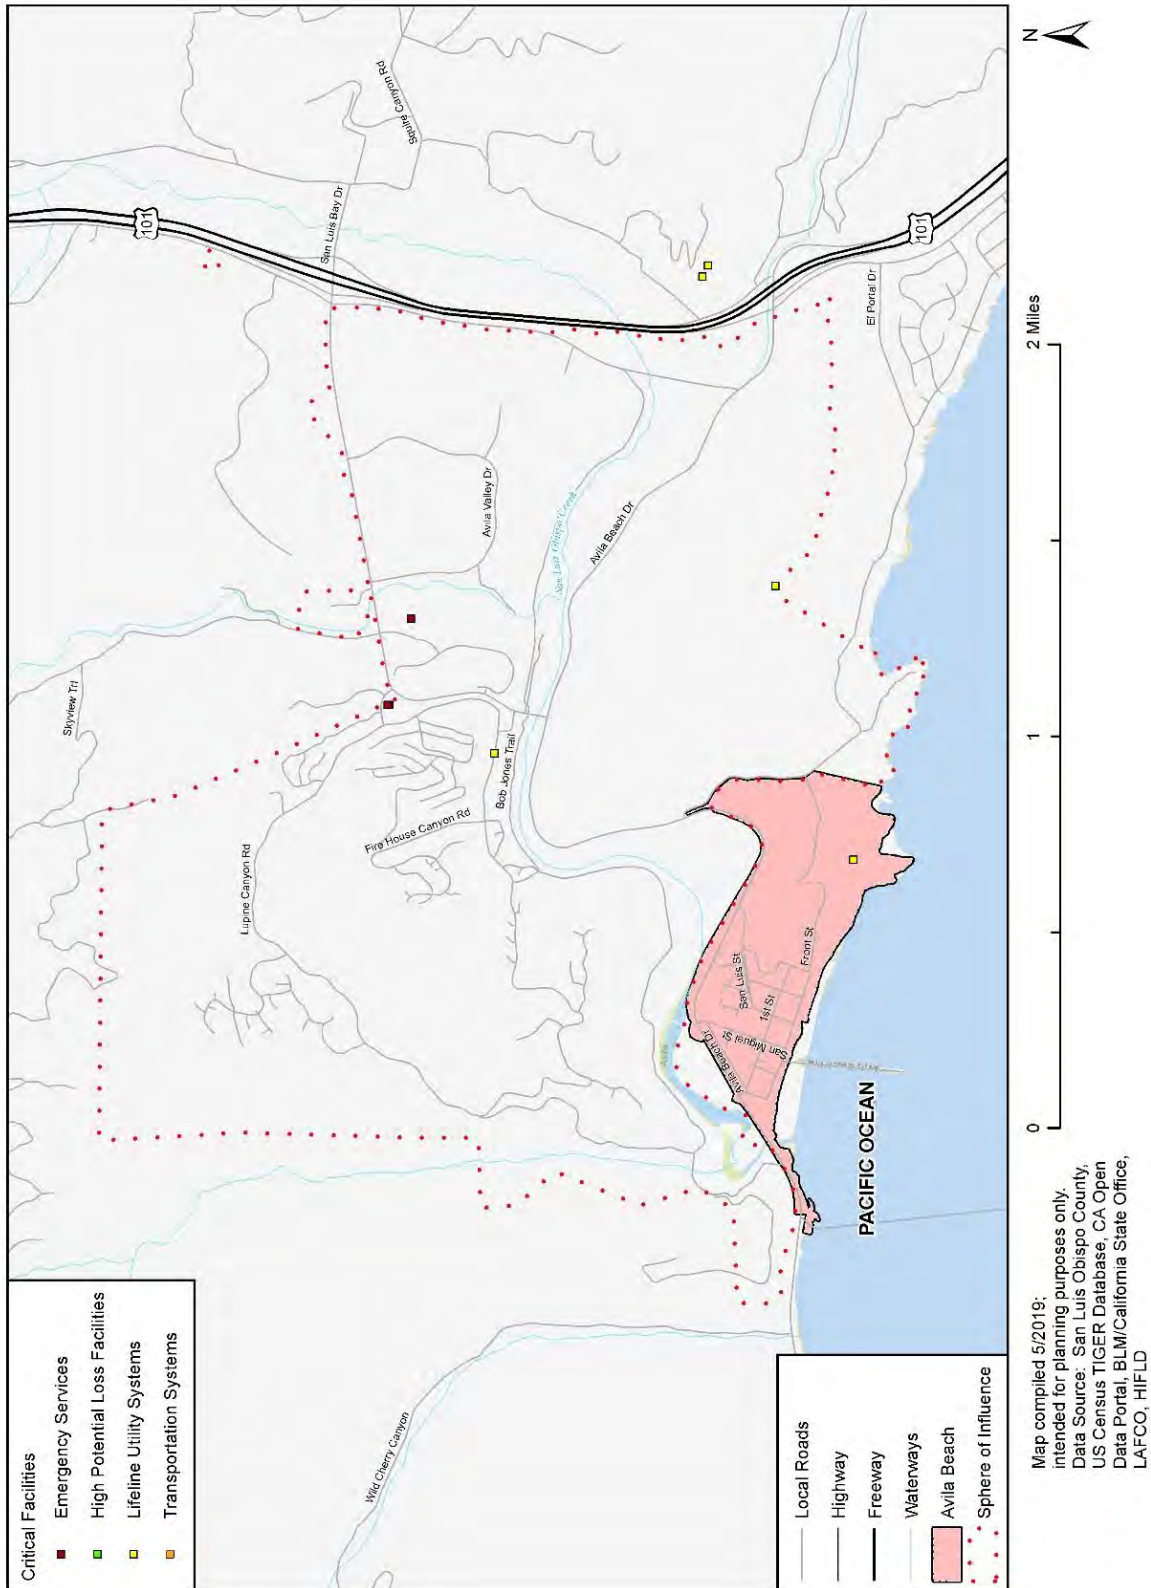 Critical Facilities
Emergency Services
High Potential Loss Facilities
Lifeline Utility Systems
Transportation Systems
Local Roads
Highway
Freeway
Waterways
Avila Beach
Sphere of Influence
101
San Luis Bay Dr
Squire Canyon Rd
Skyview Trl
Lupine Canyon Rd
Fire House Canyon Rd
Bob Jones Trail
Avila Valley Dr
San Luis Obispo Creek
Avila Beach Dr
Wild Cherry Canyon
101
El Portal Dr
Avila
Avila Beach Dr
San Miguel St
San Luis St
1st St
Front St
PACIFIC OCEAN
N
0
1
2 Miles
Map compiled 5/2019;
intended for planning purposes only.
Data Source: San Luis Obispo County,
US Census TIGER Database, CA Open
Data Portal, BLM/California State Office,
LAFCO, HIFLD